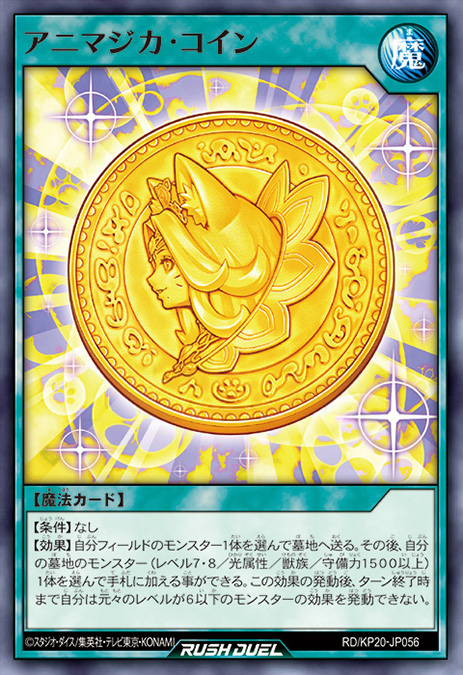 アニマジカ・コイン
魔
【魔法カード】
【条件】なし
【効果】自分フィールドのモンスター1体を選んで墓地へ送る。その後、自分
の墓地のモンスター(レベル7・8/光属性/獣族/守備力1500以上)
1体を選んで手札に加える事ができる。この効果の発動後、ターン終了時
まで自分は元々のレベルが6以下のモンスターの効果を発動できない。
©スタジオ・ダイス/集英社・テレビ東京・KONAMI
RUSH DUEL
RD/KP20-JP056